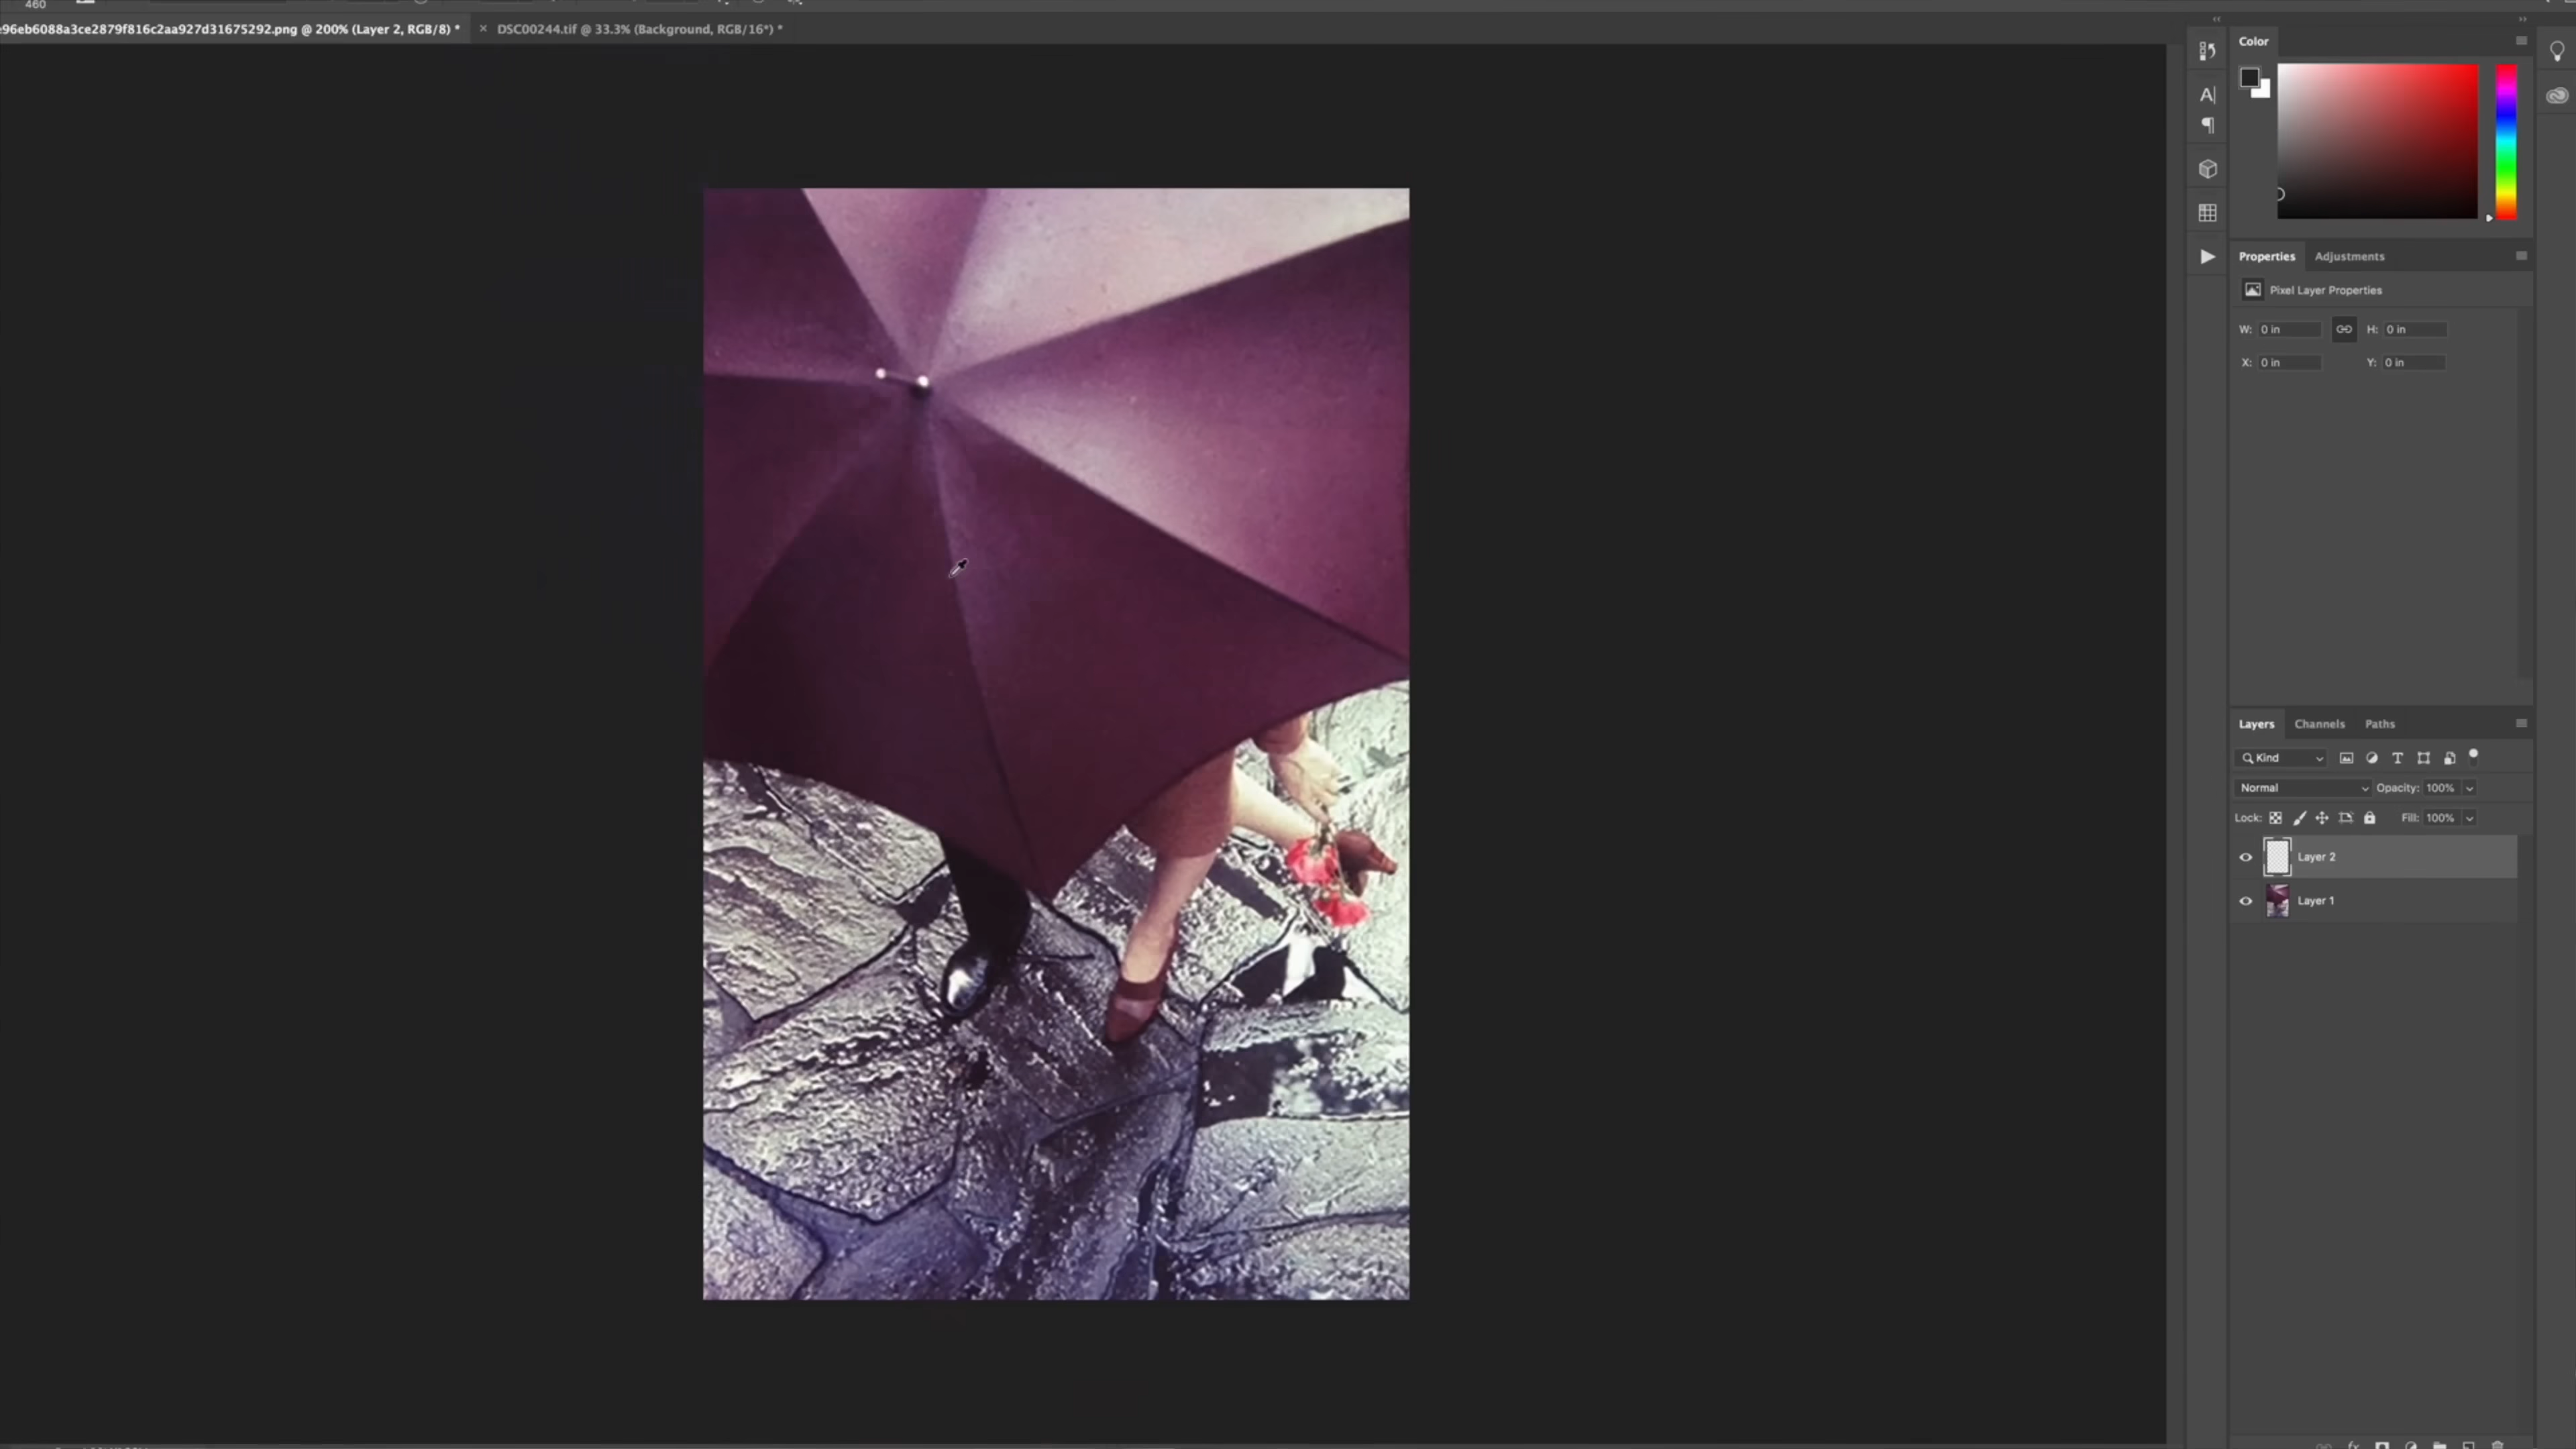 460
e96eb6088a3ce2879f816c2aa927d31675292.png @ 200% (Layer 2, RGB/8) *
× DSC00244.tif @ 33.3% (Background, RGB/16*) *
Color
Properties Adjustments
Pixel Layer Properties
W: 0 in H: 0 in
X: 0 in Y: 0 in
Layers Channels Paths
Kind
Normal Opacity: 100%
Lock: Fill: 100%
Layer 2
Layer 1